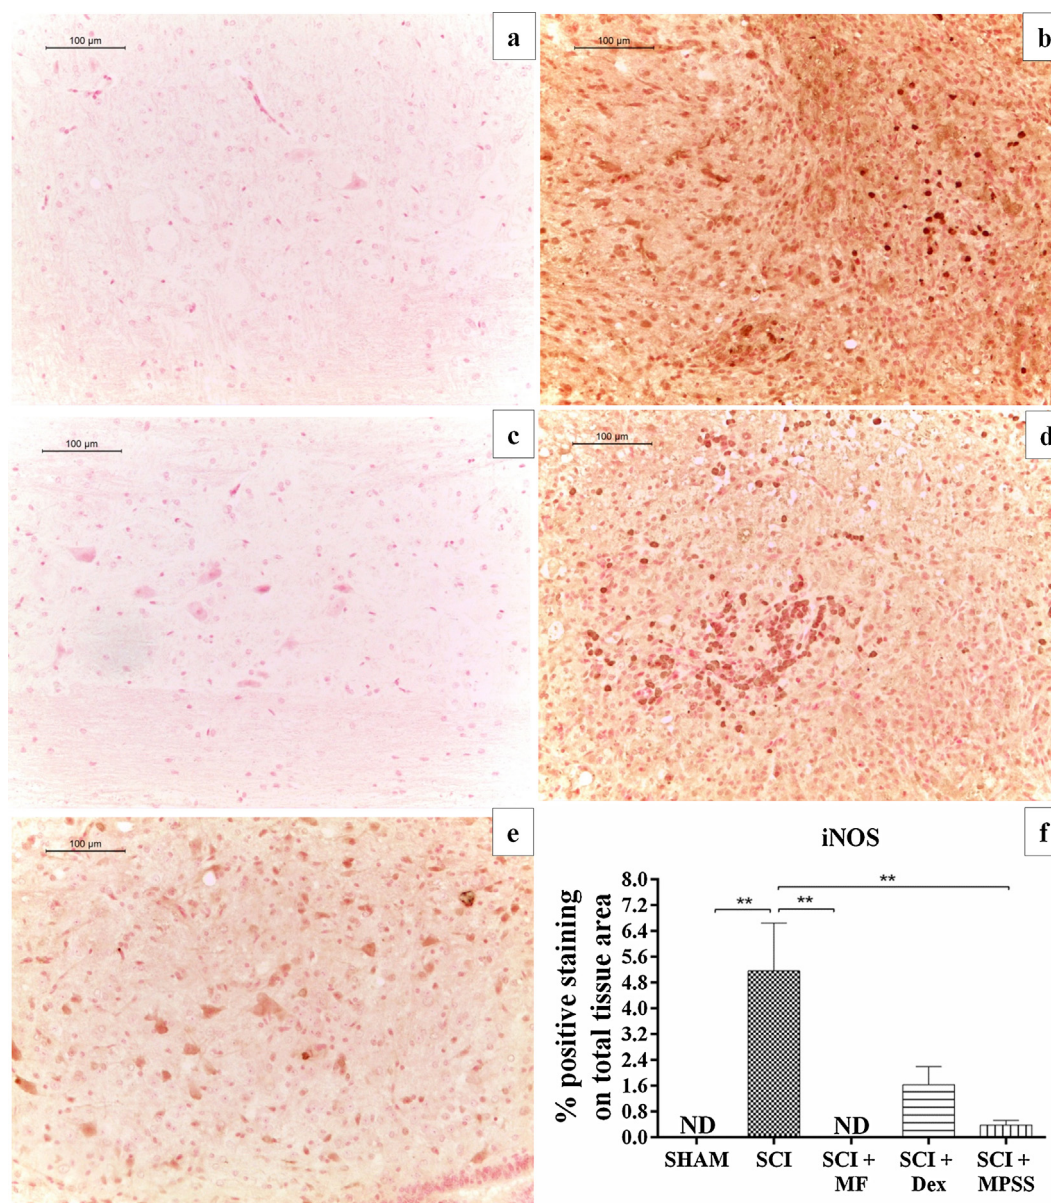 a
100 µm
b
100 µm
c
100 µm
d
100 µm
e
100 µm
f
iNOS
% positive staining
on total tissue area
8.0
7.2
6.4
5.6
4.8
4.0
3.2
2.4
1.6
0.8
0.0
**
**
**
ND
ND
SHAM
SCI
SCI +
MF
SCI +
Dex
SCI +
MPSS